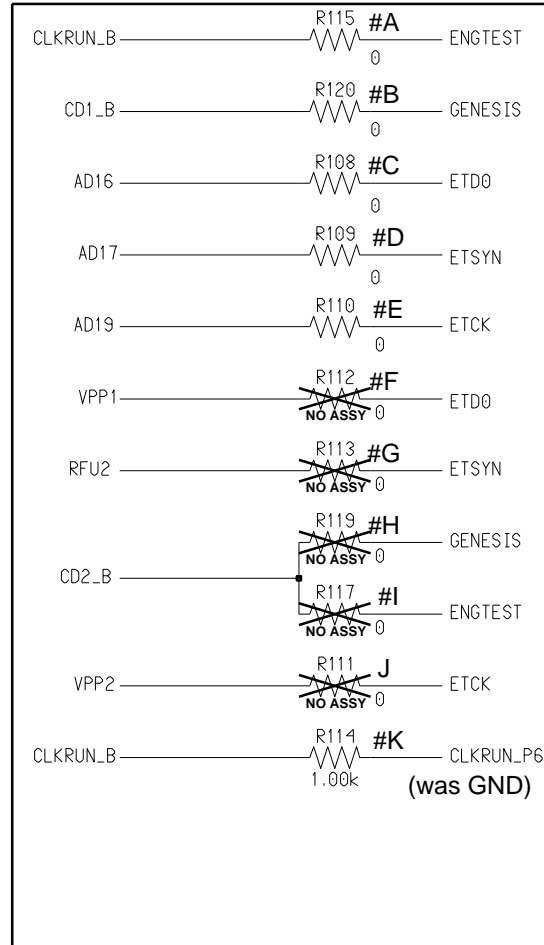 R115 #A
CLKRUN_B ENGTEST
0
R120 #B
CD1_B GENESIS
0
R108 #C
AD16 ETD0
0
R109 #D
AD17 ETSYN
0
R110 #E
AD19 ETCK
0
R112 #F
VPP1 ETD0
NO ASSY 0
R113 #G
RFU2 ETSYN
NO ASSY 0
R119 #H
GENESIS
NO ASSY 0
CD2_B
R117 #I
ENGTEST
NO ASSY 0
R111 J
VPP2 ETCK
NO ASSY 0
R114 #K
CLKRUN_B CLKRUN_P6
1.00k
(was GND)